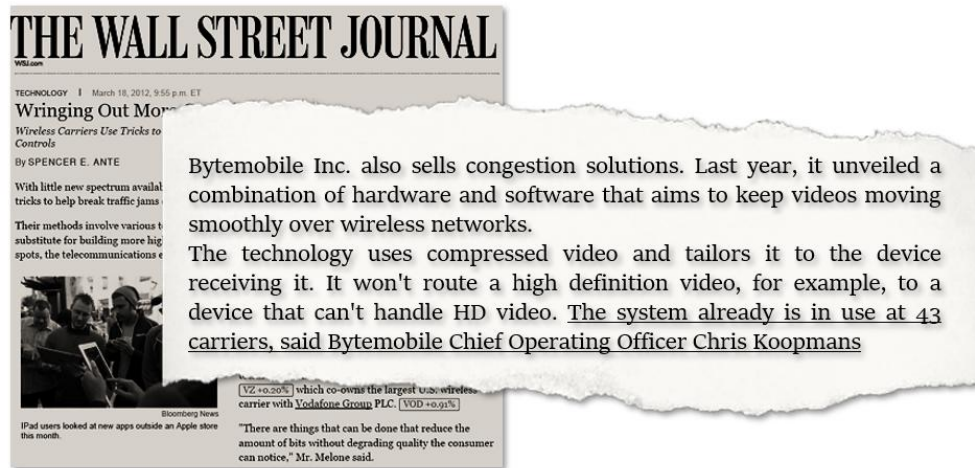 THE WALL STREET JOURNAL
WSJ.com
TECHNOLOGY | March 18, 2012, 9:55 p.m. ET
Wringing Out More
Wireless Carriers Use Tricks to
Controls
By SPENCER E. ANTE
With little new spectrum
tricks to help break traffic jams
Their methods involve various
substitute for building more
spots, the telecommunications
Bytemobile Inc. also sells congestion solutions. Last year, it unveiled a
combination of hardware and software that aims to keep videos moving
smoothly over wireless networks.
The technology uses compressed video and tailors it to the device
receiving it. It won't route a high definition video, for example, to a
device that can't handle HD video. The system already is in use at 43
carriers, said Bytemobile Chief Operating Officer Chris Koopmans
Bloomberg News
IPad users looked at new apps outside an Apple store
this month.
VZ +0.20% which co-owns the largest U.S. wireless
carrier with Vodafone Group PLC. VOD +0.91%
"There are things that can be done that reduce the
amount of bits without degrading quality the consumer
can notice," Mr. Melone said.